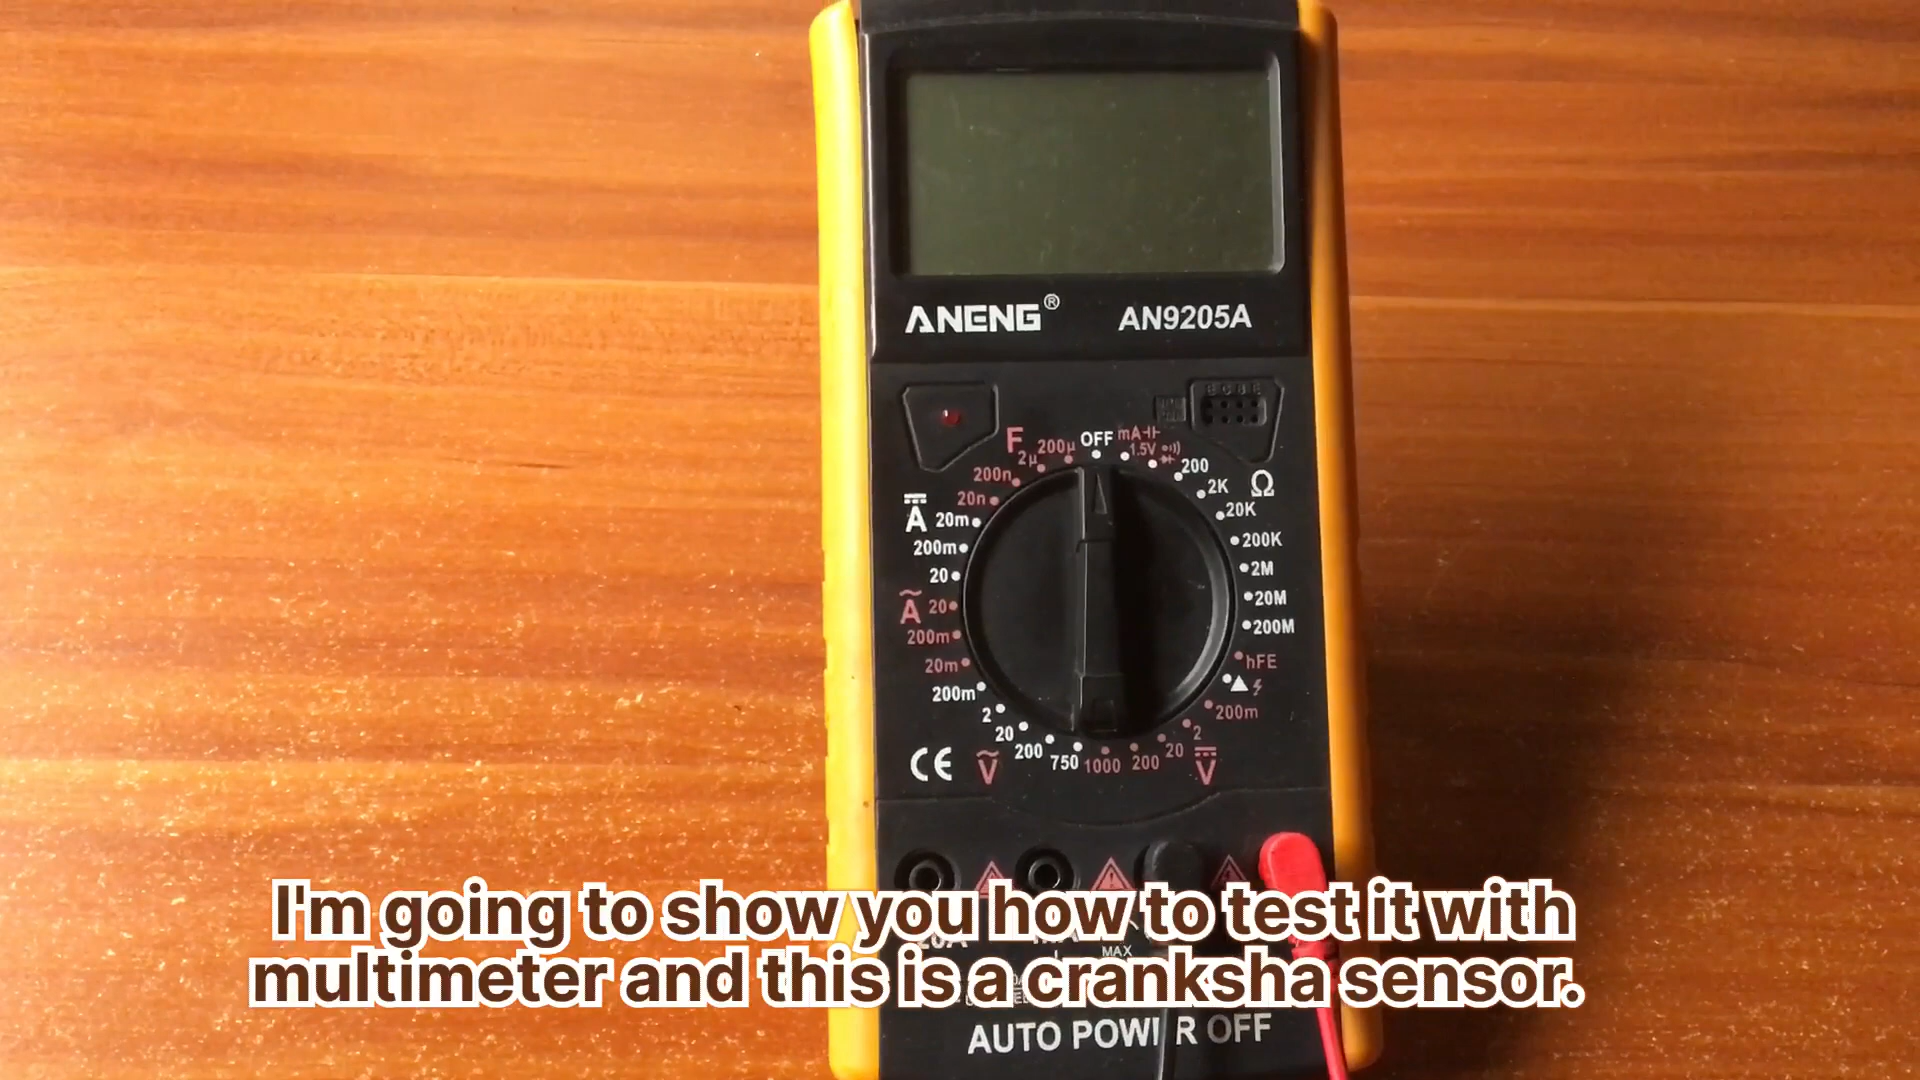 ANENG® AN9205A
E C B E
F 200µ OFF mA 1.5V
2µ 200
200n 2K Ω
20n 20K
A 20m
200m 200K
20 2M
A 20 20M
200m 200M
20m hFE
200m 200m
2 2
20 20
CE V 200 750 1000 200 V
I'm going to show you how to test it with
MAX
multimeter and this is a cranksha sensor.
AUTO POWER OFF